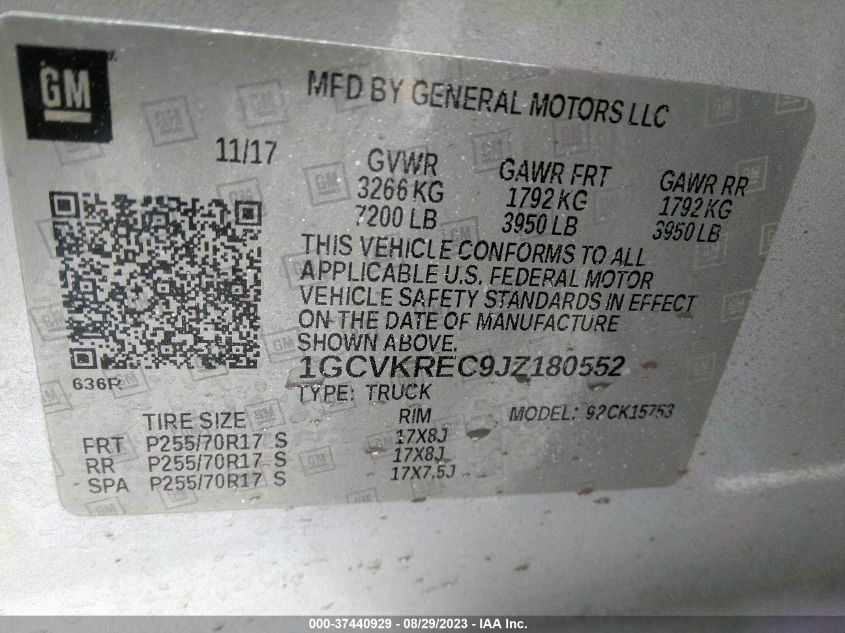 GM
MFD BY GENERAL MOTORS LLC
11/17
GVWR
3266 KG
7200 LB
GAWR FRT
1792 KG
3950 LB
GAWR RR
1792 KG
3950 LB
THIS VEHICLE CONFORMS TO ALL
APPLICABLE U.S. FEDERAL MOTOR
VEHICLE SAFETY STANDARDS IN EFFECT
ON THE DATE OF MANUFACTURE
SHOWN ABOVE.
1GCVKREC9JZ180552
636R
TYPE: TRUCK
TIRE SIZE RIM MODEL: 92CK15753
FRT P255/70R17 S 17X8J
RR P255/70R17 S 17X8J
SPA P255/70R17 S 17X7.5J
000-37440929 - 08/29/2023 - IAA Inc.